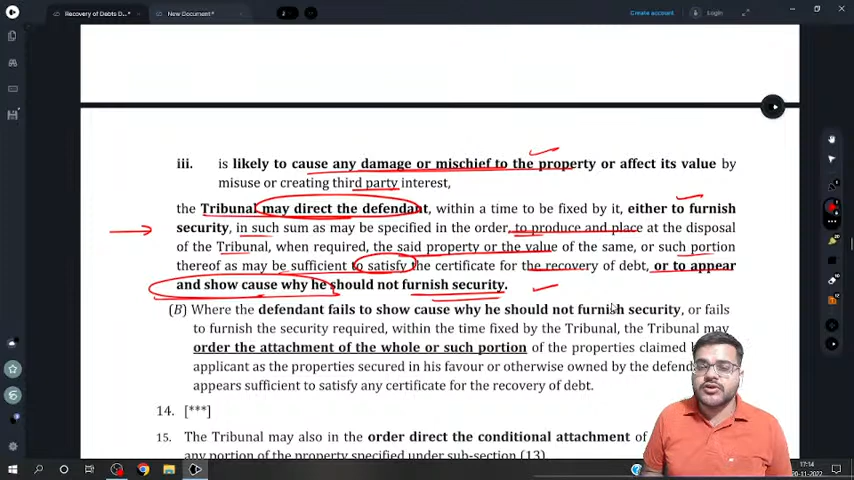 Recovery of Debts D...*
New Document*
2
Create account
Login
iii. is likely to cause any damage or mischief to the property or affect its value by
misuse or creating third party interest,
the Tribunal may direct the defendant, within a time to be fixed by it, either to furnish
security, in such sum as may be specified in the order, to produce and place at the disposal
of the Tribunal, when required, the said property or the value of the same, or such portion
thereof as may be sufficient to satisfy the certificate for the recovery of debt, or to appear
and show cause why he should not furnish security.
(B) Where the defendant fails to show cause why he should not furnish security, or fails
to furnish the security required, within the time fixed by the Tribunal, the Tribunal may
order the attachment of the whole or such portion of the properties claimed
applicant as the properties secured in his favour or otherwise owned by the
appears sufficient to satisfy any certificate for the recovery of debt.
14. [***]
15. The Tribunal may also in the order direct the conditional attachment of
any portion of the property specified under sub-section (13).
17:14
20-11-2022